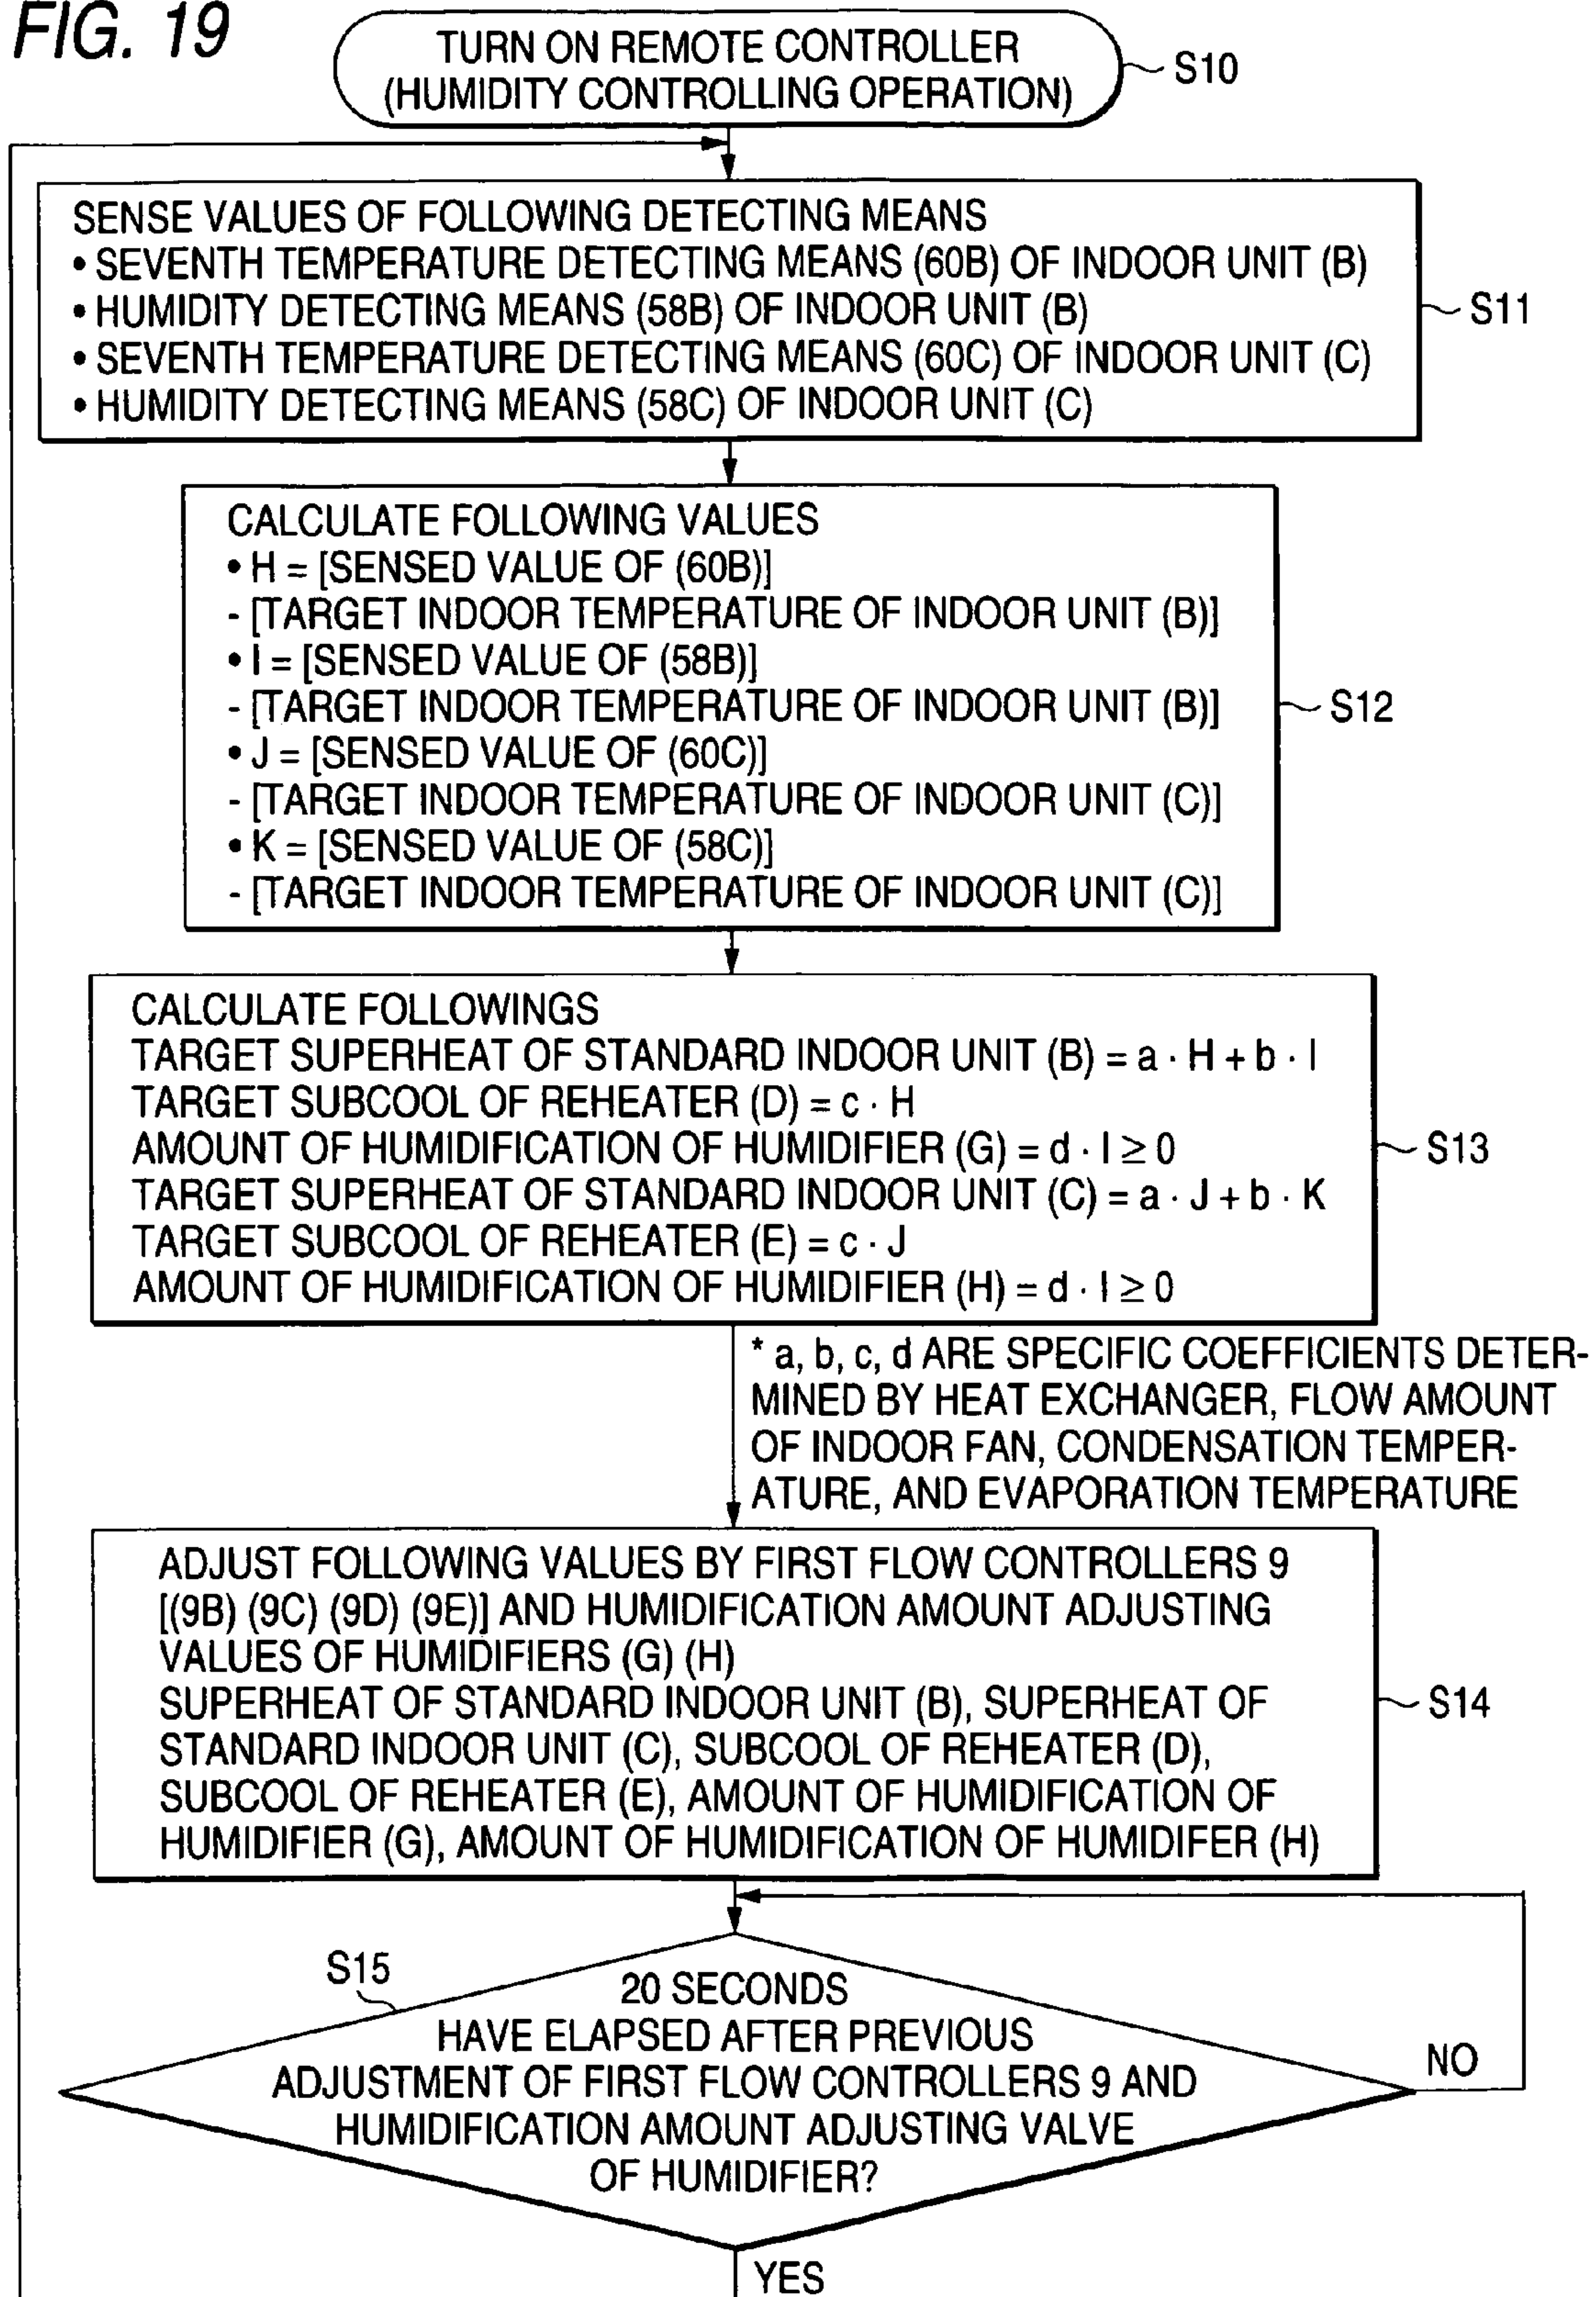 FIG. 19
TURN ON REMOTE CONTROLLER
(HUMIDITY CONTROLLING OPERATION)
S10
SENSE VALUES OF FOLLOWING DETECTING MEANS
• SEVENTH TEMPERATURE DETECTING MEANS (60B) OF INDOOR UNIT (B)
• HUMIDITY DETECTING MEANS (58B) OF INDOOR UNIT (B)
• SEVENTH TEMPERATURE DETECTING MEANS (60C) OF INDOOR UNIT (C)
• HUMIDITY DETECTING MEANS (58C) OF INDOOR UNIT (C)
S11
CALCULATE FOLLOWING VALUES
• H = [SENSED VALUE OF (60B)]
- [TARGET INDOOR TEMPERATURE OF INDOOR UNIT (B)]
• I = [SENSED VALUE OF (58B)]
- [TARGET INDOOR TEMPERATURE OF INDOOR UNIT (B)]
• J = [SENSED VALUE OF (60C)]
- [TARGET INDOOR TEMPERATURE OF INDOOR UNIT (C)]
• K = [SENSED VALUE OF (58C)]
- [TARGET INDOOR TEMPERATURE OF INDOOR UNIT (C)]
S12
CALCULATE FOLLOWINGS
TARGET SUPERHEAT OF STANDARD INDOOR UNIT (B) = a · H + b · I
TARGET SUBCOOL OF REHEATER (D) = c · H
AMOUNT OF HUMIDIFICATION OF HUMIDIFIER (G) = d · I ≥ 0
TARGET SUPERHEAT OF STANDARD INDOOR UNIT (C) = a · J + b · K
TARGET SUBCOOL OF REHEATER (E) = c · J
AMOUNT OF HUMIDIFICATION OF HUMIDIFIER (H) = d · I ≥ 0
S13
* a, b, c, d ARE SPECIFIC COEFFICIENTS DETER-
MINED BY HEAT EXCHANGER, FLOW AMOUNT
OF INDOOR FAN, CONDENSATION TEMPER-
ATURE, AND EVAPORATION TEMPERATURE
ADJUST FOLLOWING VALUES BY FIRST FLOW CONTROLLERS 9
[(9B) (9C) (9D) (9E)] AND HUMIDIFICATION AMOUNT ADJUSTING
VALUES OF HUMIDIFIERS (G) (H)
SUPERHEAT OF STANDARD INDOOR UNIT (B), SUPERHEAT OF
STANDARD INDOOR UNIT (C), SUBCOOL OF REHEATER (D),
SUBCOOL OF REHEATER (E), AMOUNT OF HUMIDIFICATION OF
HUMIDIFIER (G), AMOUNT OF HUMIDIFICATION OF HUMIDIFER (H)
S14
S15
20 SECONDS
HAVE ELAPSED AFTER PREVIOUS
ADJUSTMENT OF FIRST FLOW CONTROLLERS 9 AND
HUMIDIFICATION AMOUNT ADJUSTING VALVE
OF HUMIDIFIER?
NO
YES